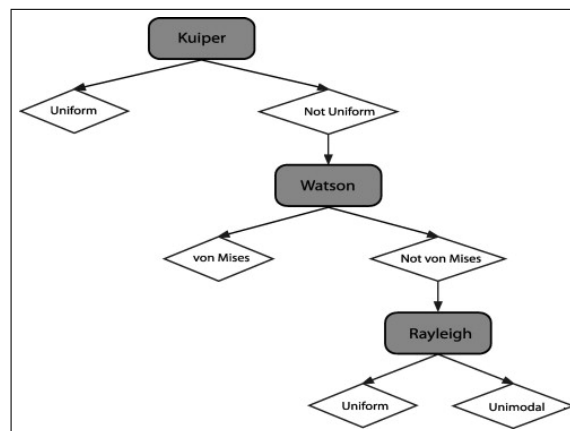 Kuiper
Uniform
Not Uniform
Watson
von Mises
Not von Mises
Rayleigh
Uniform
Unimodal